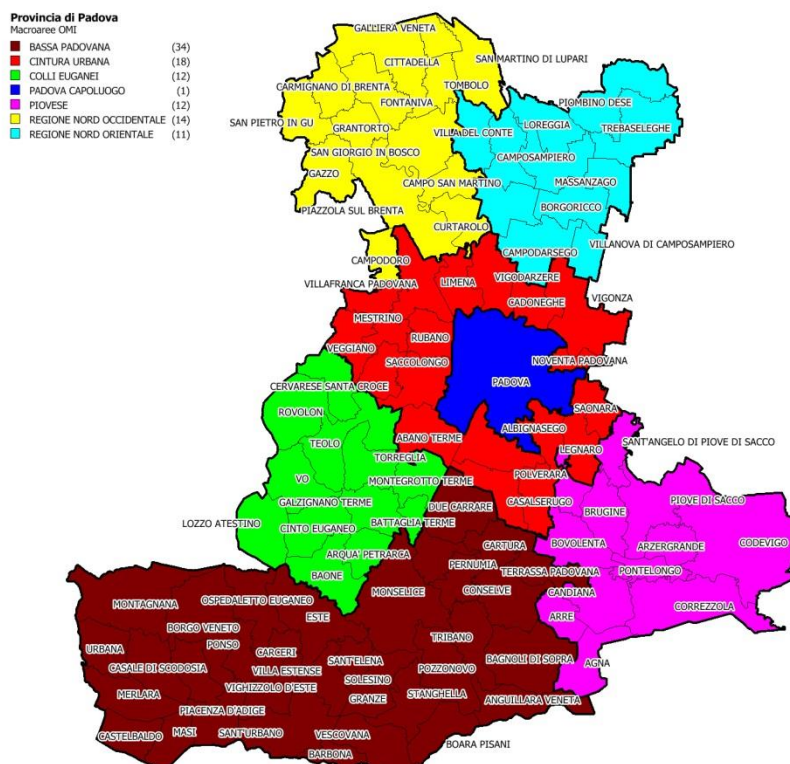 Provincia di Padova
Macroaree OMI
BASSA PADOVANA (34)
CINTURA URBANA (18)
COLLI EUGANEI (12)
PADOVA CAPOLUOGO (1)
PIOVESE (12)
REGIONE NORD OCCIDENTALE (14)
REGIONE NORD ORIENTALE (11)
GALLIERA VENETA
SAN MARTINO DI LUPARI
CITTADELLA
CARMIGNANO DI BRENTA
TOMBOLO
PIOMBINO DESE
FONTANIVA
SAN PIETRO IN GU
GRANTORTO
VILLA DEL CONTE
LOREGGIA
TREBASELEGHE
SAN GIORGIO IN BOSCO
CAMPOSAMPIERO
GAZZO
CAMPO SAN MARTINO
MASSANZAGO
PIAZZOLA SUL BRENTA
BORGORICCO
CURTAROLO
VILLANOVA DI CAMPOSAMPIERO
CAMPODORO
CAMPODARSEGO
VILLAFRANCA PADOVANA
LIMENA
VIGODARZERE
CADONEGHE
VIGONZA
MESTRINO
RUBANO
VEGGIANO
SACCOLONGO
NOVENTA PADOVANA
CERVARESE SANTA CROCE
PADOVA
ROVOLON
SAONARA
TEOLO
ABANO TERME
ALBIGNASEGO
SANT'ANGELO DI PIOVE DI SACCO
LEGNARO
TORREGLIA
VO
MONTEGROTTO TERME
POLVERARA
GALZIGNANO TERME
DUE CARRARE
CASALSERUGO
PIOVE DI SACCO
LOZZO ATESTINO
CINTO EUGANEO
BATTAGLIA TERME
BRUGINE
CODEVIGO
ARQUA' PETRARCA
CARTURA
BOVOLENTA
ARZERGRANDE
BAONE
PERNUMIA
TERRASSA PADOVANA
PONTELONGO
MONSELICE
CONSELVE
CANDIANA
MONTAGNANA
OSPEDALETTO EUGANEO
CORREZZOLA
ESTE
ARRE
BORGO VENETO
TRIBANO
URBANA
PONSO
CARCERI
SANT'ELENA
BAGNOLI DI SOPRA
AGNA
CASALE DI SCODOSIA
VILLA ESTENSE
SOLESINO
POZZONOVO
MERLARA
VIGHIZZOLO D'ESTE
GRANZE
STANGHELLA
ANGUILLARA VENETA
PIACENZA D'ADIGE
CASTELBALDO
MASI
SANT'URBANO
VESCOVANA
BOARA PISANI
BARBONA